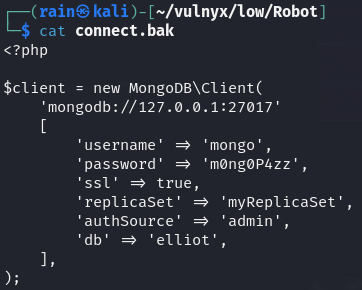 ┌──(rain㉿kali)-[~/vulnyx/low/Robot]
└─$ cat connect.bak
<?php
$client = new MongoDB\Client(
    'mongodb://127.0.0.1:27017'
    [
        'username' => 'mongo',
        'password' => 'm0ng0P4zz',
        'ssl' => true,
        'replicaSet' => 'myReplicaSet',
        'authSource' => 'admin',
        'db' => 'elliot',
    ],
);